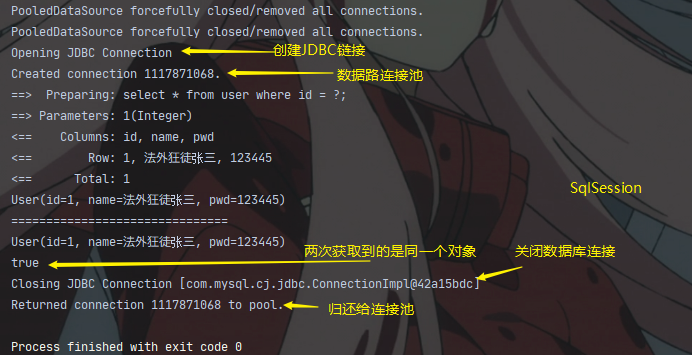 PooledDataSource forcefully closed/removed all connections.
PooledDataSource forcefully closed/removed all connections.
Opening JDBC Connection
创建JDBC链接
Created connection 1117871068.
数据路连接池
==>  Preparing: select * from user where id = ?;
==> Parameters: 1(Integer)
<==    Columns: id, name, pwd
<==        Row: 1, 法外狂徒张三, 123445
<==      Total: 1
SqlSession
User(id=1, name=法外狂徒张三, pwd=123445)
===============================
User(id=1, name=法外狂徒张三, pwd=123445)
两次获取到的是同一个对象
关闭数据库连接
true
Closing JDBC Connection [com.mysql.cj.jdbc.ConnectionImpl@42a15bdc]
Returned connection 1117871068 to pool.
归还给连接池
Process finished with exit code 0